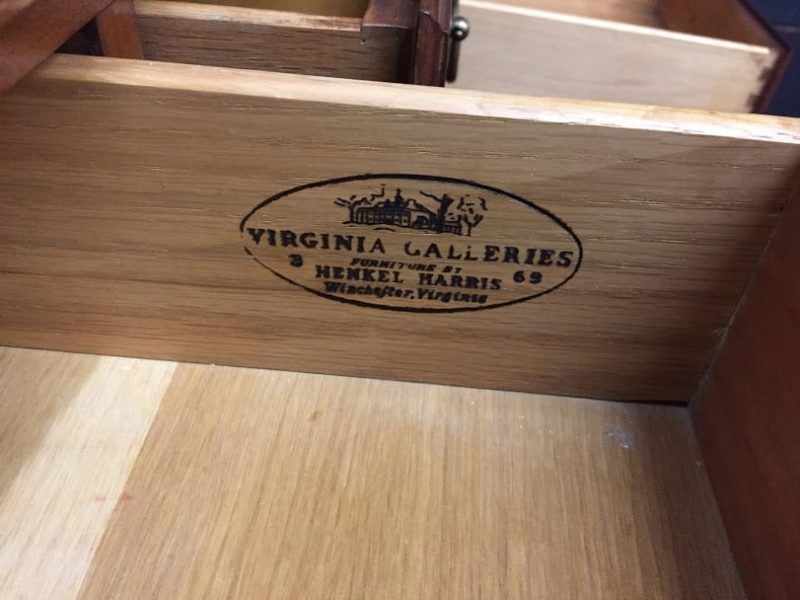 VIRGINIA GALLERIES
FURNITURE BY
3 HENKEL HARRIS 69
Winchester, Virginia